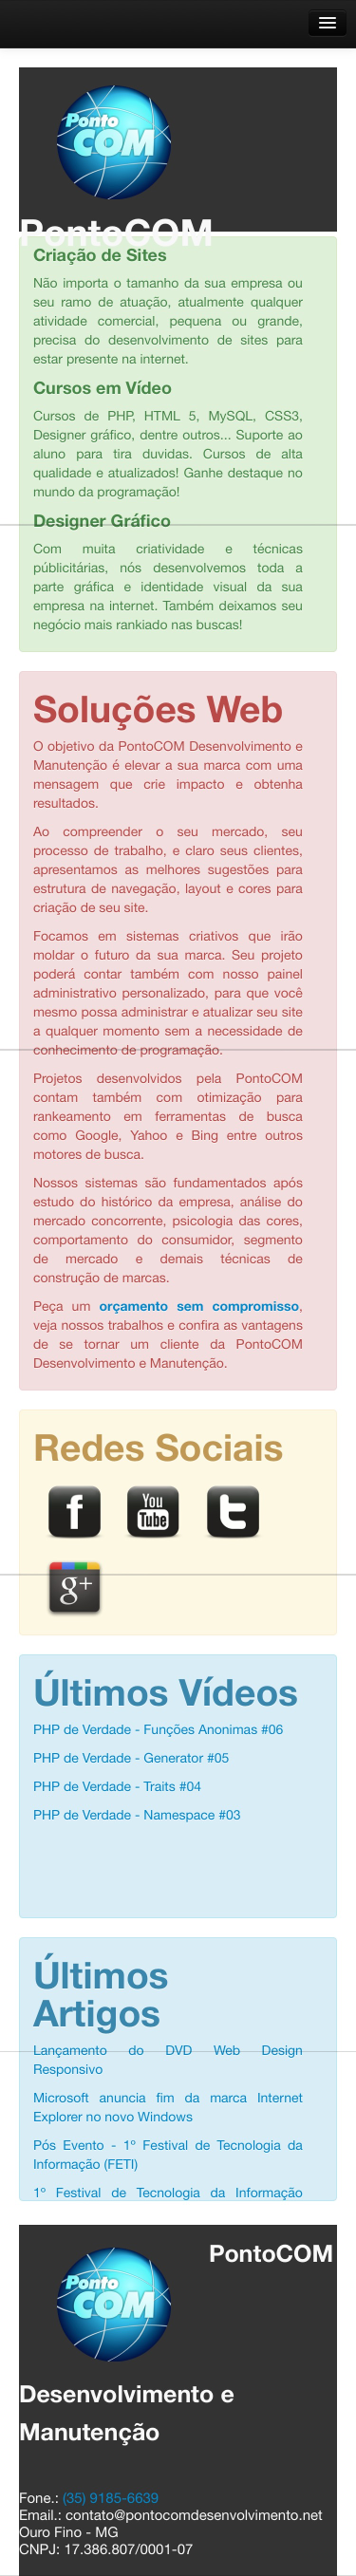 Ponto
COM
PontoCOM
Criação de Sites
Não importa o tamanho da sua empresa ou
seu ramo de atuação, atualmente qualquer
atividade comercial, pequena ou grande,
precisa do desenvolvimento de sites para
estar presente na internet.
Cursos em Vídeo
Cursos de PHP, HTML 5, MySQL, CSS3,
Designer gráfico, dentre outros... Suporte ao
aluno para tira duvidas. Cursos de alta
qualidade e atualizados! Ganhe destaque no
mundo da programação!
Designer Gráfico
Com muita criatividade e técnicas
públicitárias, nós desenvolvemos toda a
parte gráfica e identidade visual da sua
empresa na internet. Também deixamos seu
negócio mais rankiado nas buscas!
Soluções Web
O objetivo da PontoCOM Desenvolvimento e
Manutenção é elevar a sua marca com uma
mensagem que crie impacto e obtenha
resultados.
Ao compreender o seu mercado, seu
processo de trabalho, e claro seus clientes,
apresentamos as melhores sugestões para
estrutura de navegação, layout e cores para
criação de seu site.
Focamos em sistemas criativos que irão
moldar o futuro da sua marca. Seu projeto
poderá contar também com nosso painel
administrativo personalizado, para que você
mesmo possa administrar e atualizar seu site
a qualquer momento sem a necessidade de
conhecimento de programação.
Projetos desenvolvidos pela PontoCOM
contam também com otimização para
rankeamento em ferramentas de busca
como Google, Yahoo e Bing entre outros
motores de busca.
Nossos sistemas são fundamentados após
estudo do histórico da empresa, análise do
mercado concorrente, psicologia das cores,
comportamento do consumidor, segmento
de mercado e demais técnicas de
construção de marcas.
Peça um orçamento sem compromisso,
veja nossos trabalhos e confira as vantagens
de se tornar um cliente da PontoCOM
Desenvolvimento e Manutenção.
Redes Sociais
f
You
Tube
t
g+
Últimos Vídeos
PHP de Verdade - Funções Anonimas #06
PHP de Verdade - Generator #05
PHP de Verdade - Traits #04
PHP de Verdade - Namespace #03
Últimos
Artigos
Lançamento do DVD Web Design
Responsivo
Microsoft anuncia fim da marca Internet
Explorer no novo Windows
Pós Evento - 1º Festival de Tecnologia da
Informação (FETI)
1º Festival de Tecnologia da Informação
Ponto
COM
PontoCOM
Desenvolvimento e
Manutenção
Fone.: (35) 9185-6639
Email.: contato@pontocomdesenvolvimento.net
Ouro Fino - MG
CNPJ: 17.386.807/0001-07